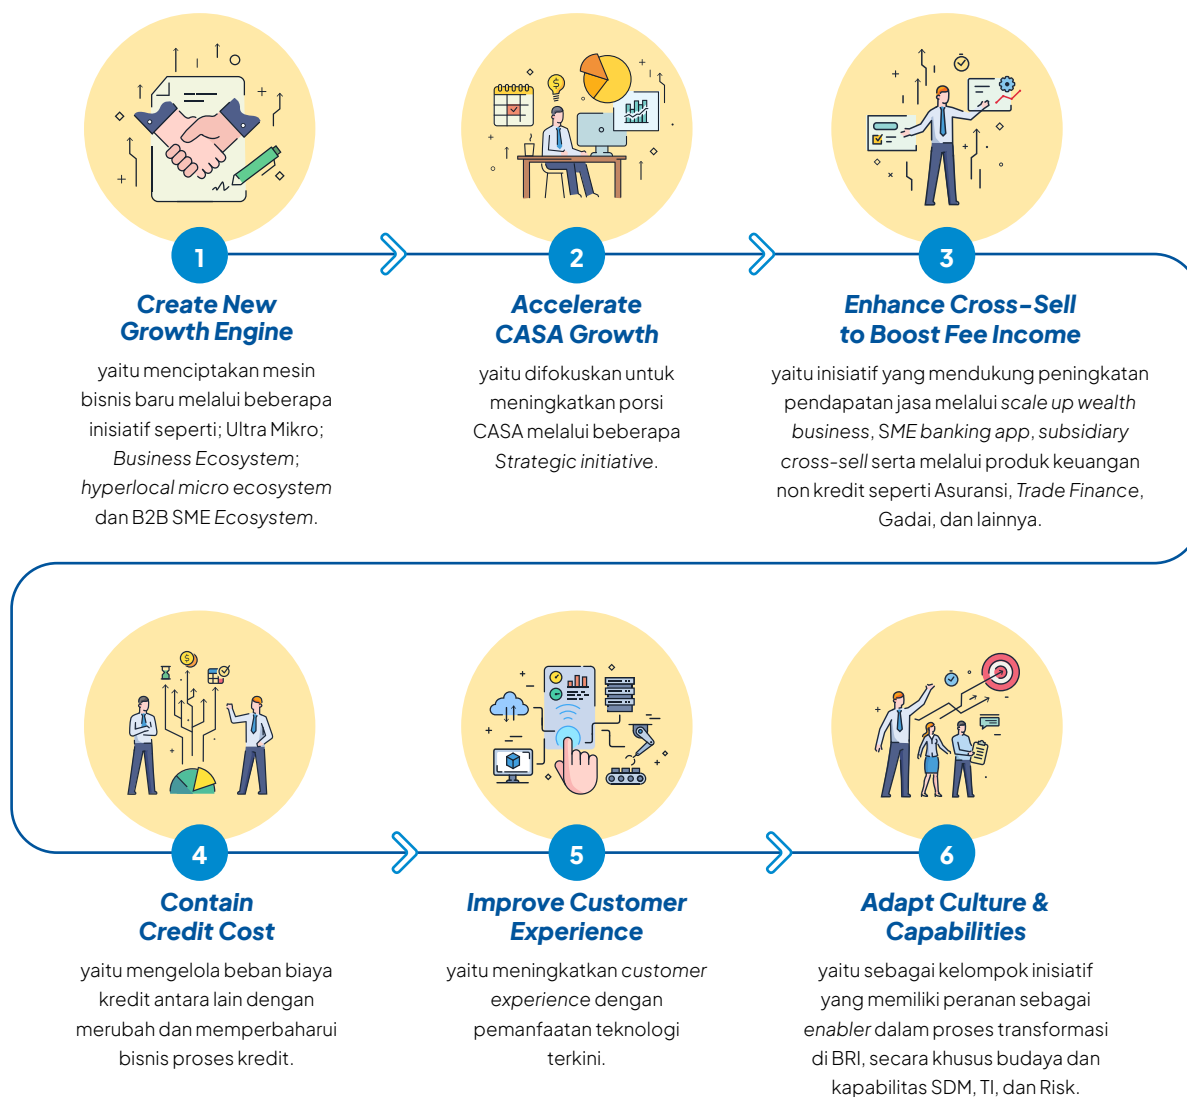 1
Create New
Growth Engine
yaitu menciptakan mesin
bisnis baru melalui beberapa
inisiatif seperti; Ultra Mikro;
Business Ecosystem;
hyperlocal micro ecosystem
dan B2B SME Ecosystem.
2
Accelerate
CASA Growth
yaitu difokuskan untuk
meningkatkan porsi
CASA melalui beberapa
Strategic initiative.
3
Enhance Cross-Sell
to Boost Fee Income
yaitu inisiatif yang mendukung peningkatan
pendapatan jasa melalui scale up wealth
business, SME banking app, subsidiary
cross-sell serta melalui produk keuangan
non kredit seperti Asuransi, Trade Finance,
Gadai, dan lainnya.
4
Contain
Credit Cost
yaitu mengelola beban biaya
kredit antara lain dengan
merubah dan memperbaharui
bisnis proses kredit.
5
Improve Customer
Experience
yaitu meningkatkan customer
experience dengan
pemanfaatan teknologi
terkini.
6
Adapt Culture &
Capabilities
yaitu sebagai kelompok inisiatif
yang memiliki peranan sebagai
enabler dalam proses transformasi
di BRI, secara khusus budaya dan
kapabilitas SDM, TI, dan Risk.